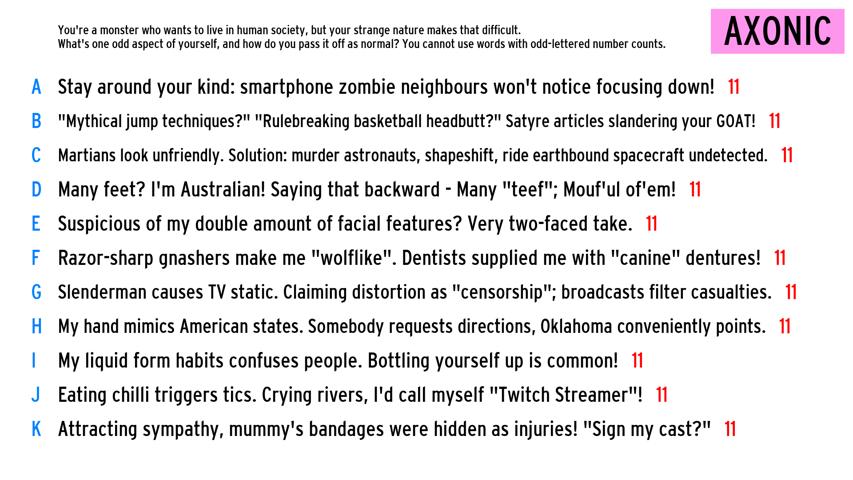 You're a monster who wants to live in human society, but your strange nature makes that difficult.
What's one odd aspect of yourself, and how do you pass it off as normal? You cannot use words with odd-lettered number counts.
AXONIC
A Stay around your kind: smartphone zombie neighbours won't notice focusing down! 11
B "Mythical jump techniques?" "Rulebreaking basketball headbutt?" Satyre articles slandering your GOAT! 11
C Martians look unfriendly. Solution: murder astronauts, shapeshift, ride earthbound spacecraft undetected. 11
D Many feet? I'm Australian! Saying that backward - Many "teef"; Mouf'ul of'em! 11
E Suspicious of my double amount of facial features? Very two-faced take. 11
F Razor-sharp gnashers make me "wolflike". Dentists supplied me with "canine" dentures! 11
G Slenderman causes TV static. Claiming distortion as "censorship"; broadcasts filter casualties. 11
H My hand mimics American states. Somebody requests directions, Oklahoma conveniently points. 11
I My liquid form habits confuses people. Bottling yourself up is common! 11
J Eating chilli triggers tics. Crying rivers, I'd call myself "Twitch Streamer"! 11
K Attracting sympathy, mummy's bandages were hidden as injuries! "Sign my cast?" 11